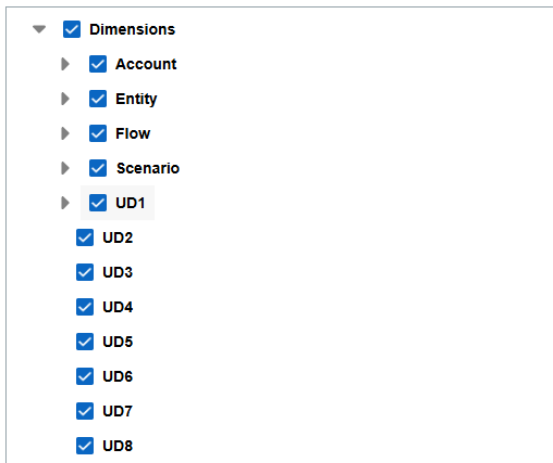 Dimensions
Account
Entity
Flow
Scenario
UD1
UD2
UD3
UD4
UD5
UD6
UD7
UD8